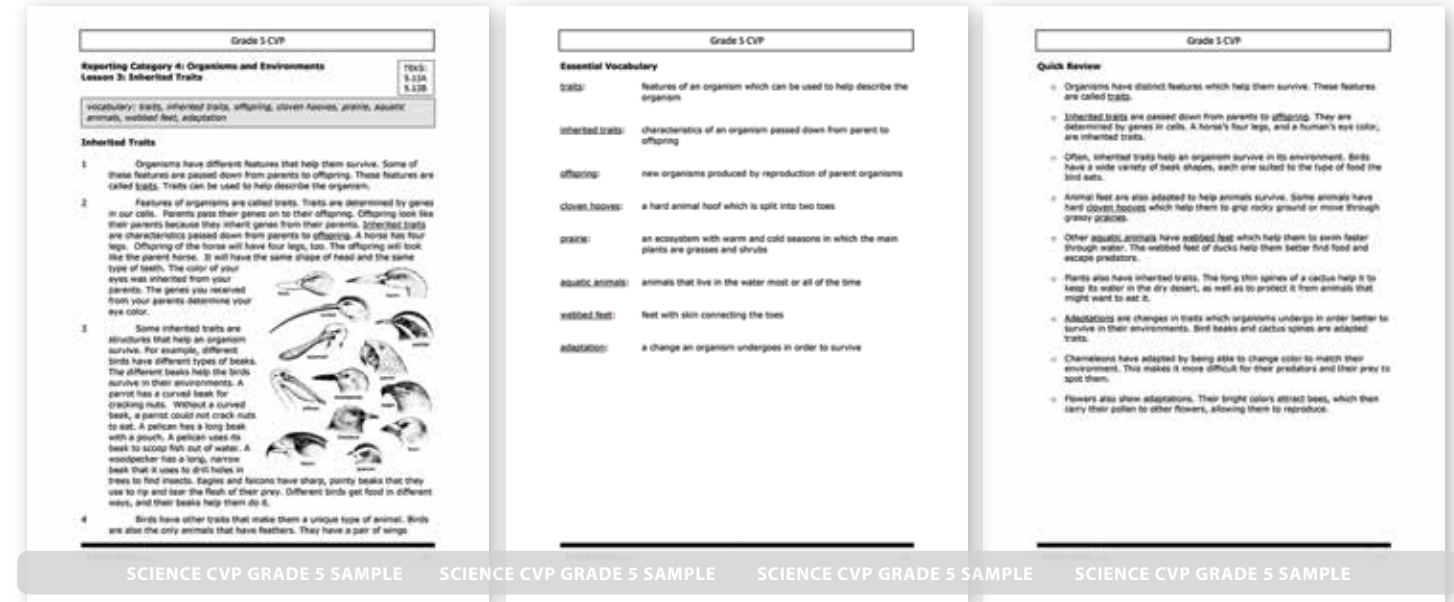 Grade 5 CVP
Reporting Category 4: Organisms and Environments
Lesson 3: Inherited Traits
TEKS:
5.10A
5.10B
vocabulary: traits, inherited traits, offspring, cloven hooves, prairie, aquatic
animals, webbed feet, adaptation
Inherited Traits
1 Organisms have different features that help them survive. Some of
these features are passed down from parents to offspring. These features are
called traits. Traits can be used to help describe the organism.
2 Features of organisms are called traits. Traits are determined by genes
in our cells. Parents pass their genes on to their offspring. Offspring look like
their parents because they inherit genes from their parents. Inherited traits
are characteristics passed down from parents to offspring. A horse has four
legs. Offspring of the horse will have four legs, too. The offspring will look
like the parent horse. It will have the same shape of head and the same
type of teeth. The color of your
eyes was inherited from your
parents. The genes you received
from your parents determine your
eye color.
3 Some inherited traits are
structures that help an organism
survive. For example, different
birds have different types of beaks.
The different beaks help the birds
survive in their environments. A
parrot has a curved beak for
cracking nuts. Without a curved
beak, a parrot could not crack nuts
to eat. A pelican has a long beak
with a pouch. A pelican uses its
beak to scoop fish out of water. A
woodpecker has a long, narrow
beak that it uses to drill holes in
trees to find insects. Eagles and falcons have sharp, pointy beaks that they
use to rip and tear the flesh of their prey. Different birds get food in different
ways, and their beaks help them do it.
4 Birds have other traits that make them a unique type of animal. Birds
are also the only animals that have feathers. They have a pair of wings
Grade 5 CVP
Essential Vocabulary
traits: features of an organism which can be used to help describe the
organism
inherited traits: characteristics of an organism passed down from parent to
offspring
offspring: new organisms produced by reproduction of parent organisms
cloven hooves: a hard animal hoof which is split into two toes
prairie: an ecosystem with warm and cold seasons in which the main
plants are grasses and shrubs
aquatic animals: animals that live in the water most or all of the time
webbed feet: feet with skin connecting the toes
adaptation: a change an organism undergoes in order to survive
Grade 5 CVP
Quick Review
o Organisms have distinct features which help them survive. These features
are called traits.
o Inherited traits are passed down from parents to offspring. They are
determined by genes in cells. A horse's four legs, and a human's eye color,
are inherited traits.
o Often, inherited traits help an organism survive in its environment. Birds
have a wide variety of beak shapes, each one suited to the type of food the
bird eats.
o Animal feet are also adapted to help animals survive. Some animals have
hard cloven hooves which help them to grip rocky ground or move through
grassy prairies.
o Other aquatic animals have webbed feet which help them to swim faster
through water. The webbed feet of ducks help them better find food and
escape predators.
o Plants also have inherited traits. The long thin spines of a cactus help it to
keep its water in the dry desert, as well as to protect it from animals that
might want to eat it.
o Adaptations are changes in traits which organisms undergo in order better to
survive in their environments. Bird beaks and cactus spines are adapted
traits.
o Chameleons have adapted by being able to change color to match their
environment. This makes it more difficult for their predators and their prey to
spot them.
o Flowers also show adaptations. Their bright colors attract bees, which then
carry their pollen to other flowers, allowing them to reproduce.
SCIENCE CVP GRADE 5 SAMPLE SCIENCE CVP GRADE 5 SAMPLE SCIENCE CVP GRADE 5 SAMPLE SCIENCE CVP GRADE 5 SAMPLE